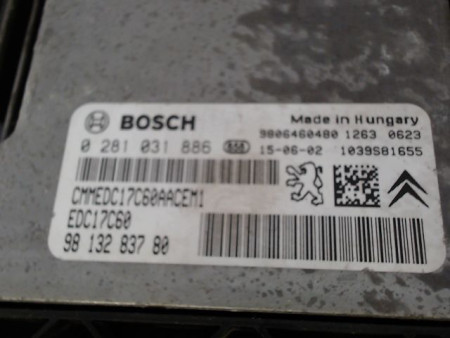 BOSCH
Made in Hungary
9806460480 1263 0623
0 281 031 886
15-06-02 1039S81655
CMMEDC17C60AACEM1
EDC17C60
98 132 837 80